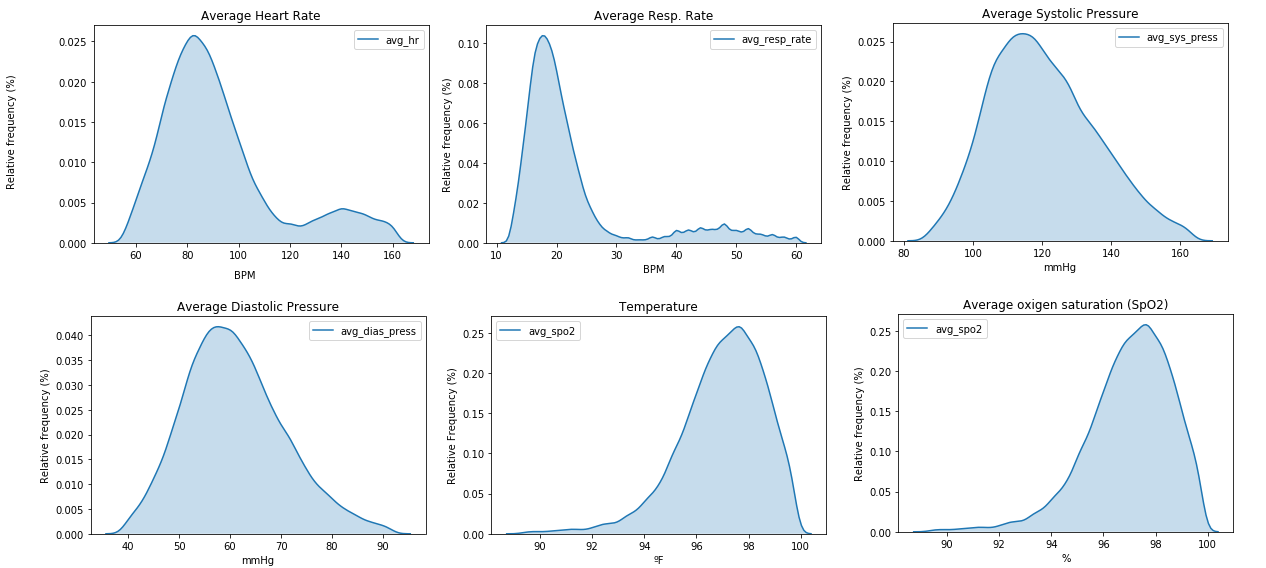 Average Heart Rate
avg_hr
Relative frequency (%)
0.025
0.020
0.015
0.010
0.005
0.000
60 80 100 120 140 160
BPM
Average Resp. Rate
avg_resp_rate
Relative frequency (%)
0.10
0.08
0.06
0.04
0.02
0.00
10 20 30 40 50 60
BPM
Average Systolic Pressure
avg_sys_press
Relative frequency (%)
0.025
0.020
0.015
0.010
0.005
0.000
80 100 120 140 160
mmHg
Average Diastolic Pressure
avg_dias_press
Relative frequency (%)
0.040
0.035
0.030
0.025
0.020
0.015
0.010
0.005
0.000
40 50 60 70 80 90
mmHg
Temperature
avg_spo2
Relative Frequency (%)
0.25
0.20
0.15
0.10
0.05
0.00
90 92 94 96 98 100
ºF
Average oxigen saturation (SpO2)
avg_spo2
Relative frequency (%)
0.25
0.20
0.15
0.10
0.05
0.00
90 92 94 96 98 100
%